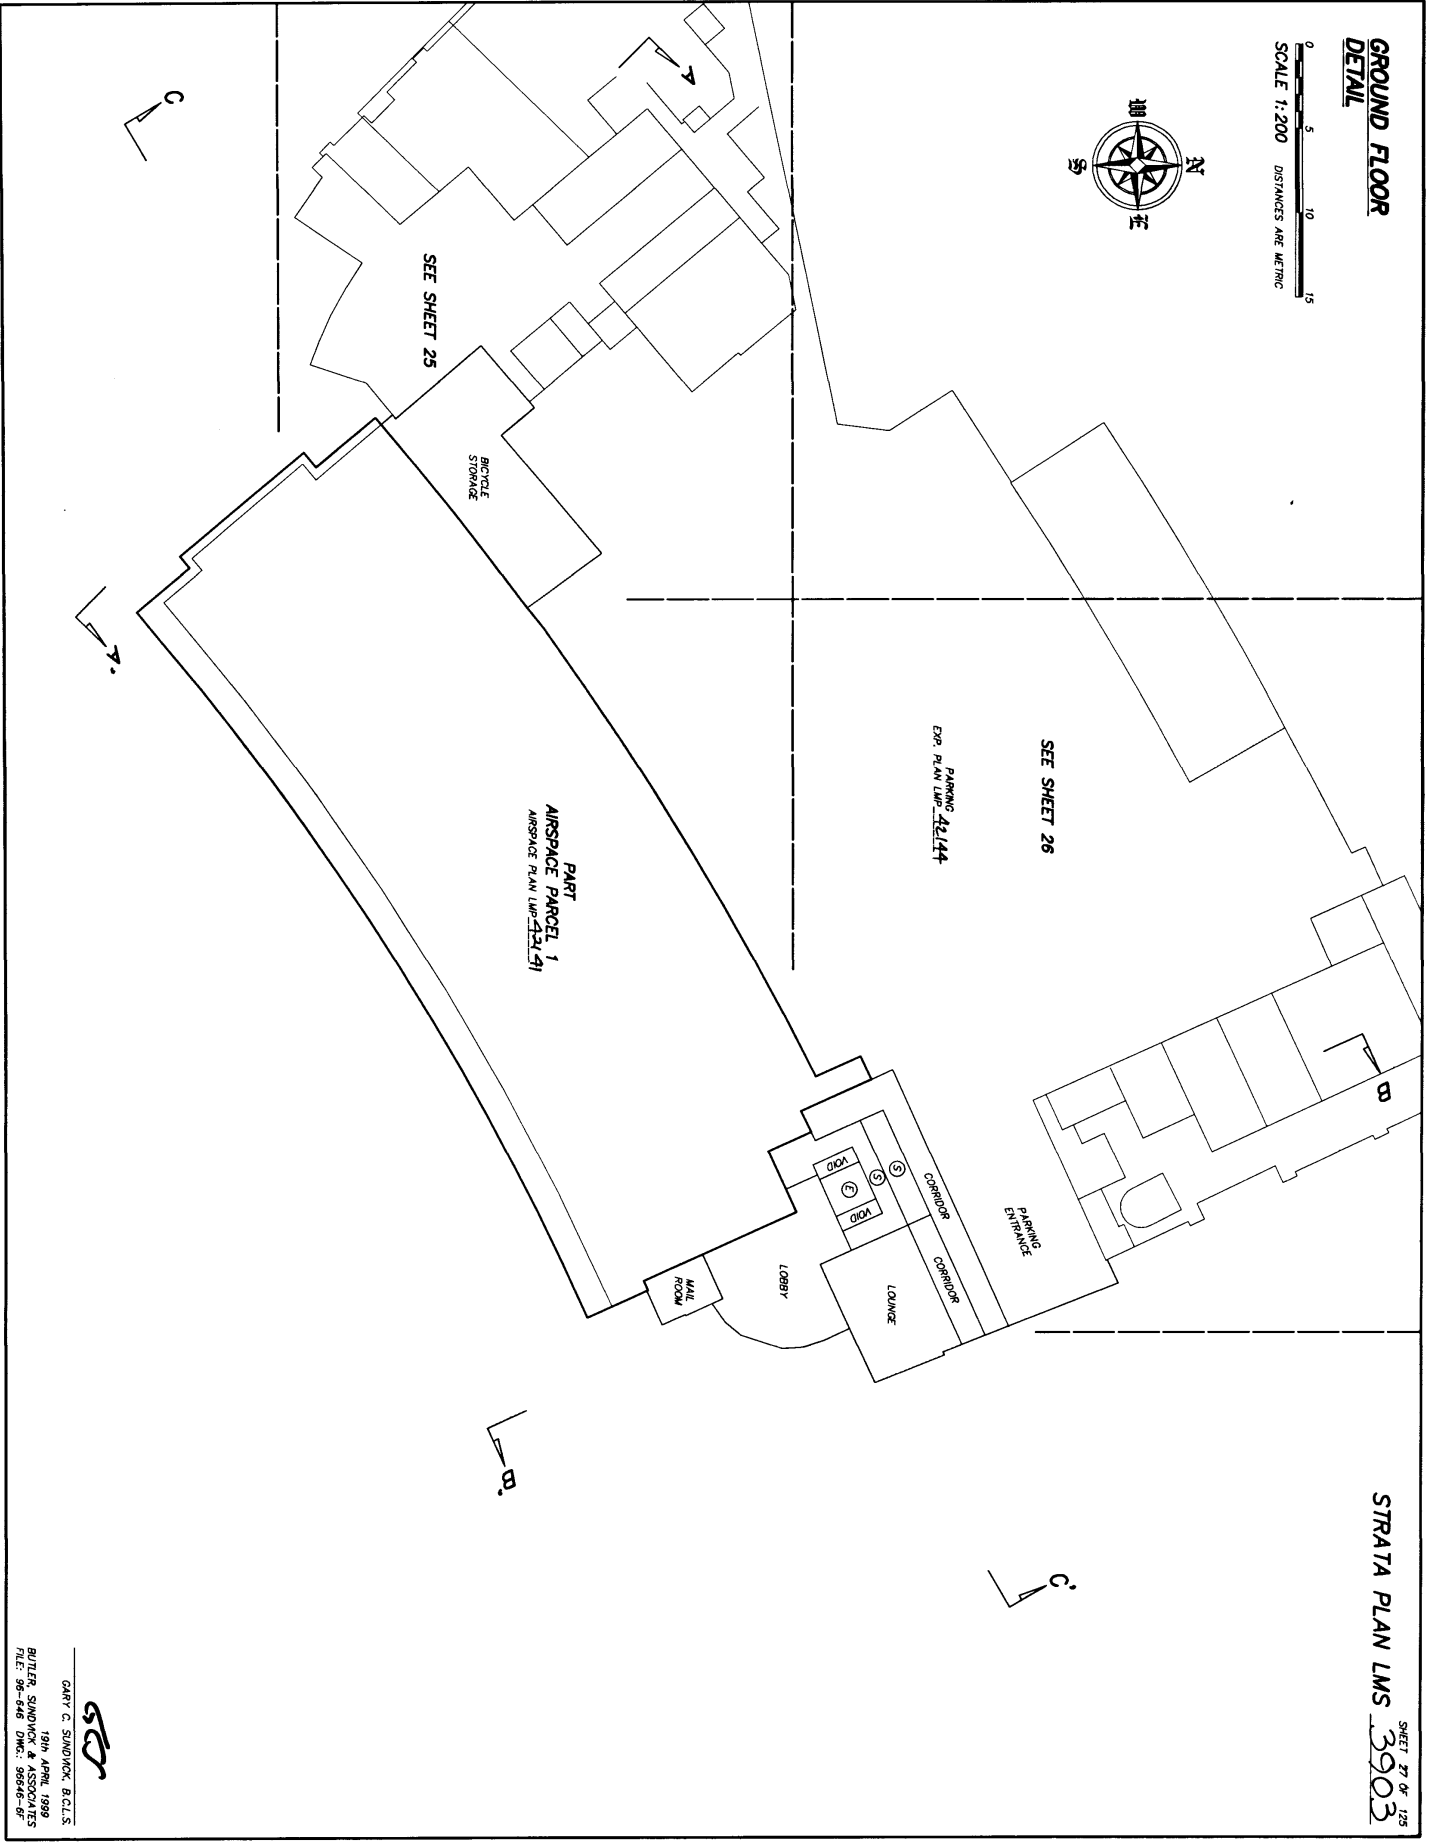 SHEET 27 OF 125
STRATA PLAN LMS 3903
GROUND FLOOR
DETAIL
0 5 10 15
SCALE 1:200 DISTANCES ARE METRIC
N
W
E
S
B
SEE SHEET 26
PARKING
EXP. PLAN LMP 42144
PARKING
ENTRANCE
CORRIDOR
CORRIDOR
S
S
VOID
E
VOID
LOUNGE
LOBBY
MAIL
ROOM
A
SEE SHEET 25
BICYCLE
STORAGE
PART
AIRSPACE PARCEL 1
AIRSPACE PLAN LMP 42141
C
A'
B'
C'
GARY C. SUNDVICK, B.C.L.S.
19th APRIL 1999
BUTLER, SUNDVICK & ASSOCIATES
FILE: 96-646 DWG.: 96646-6F